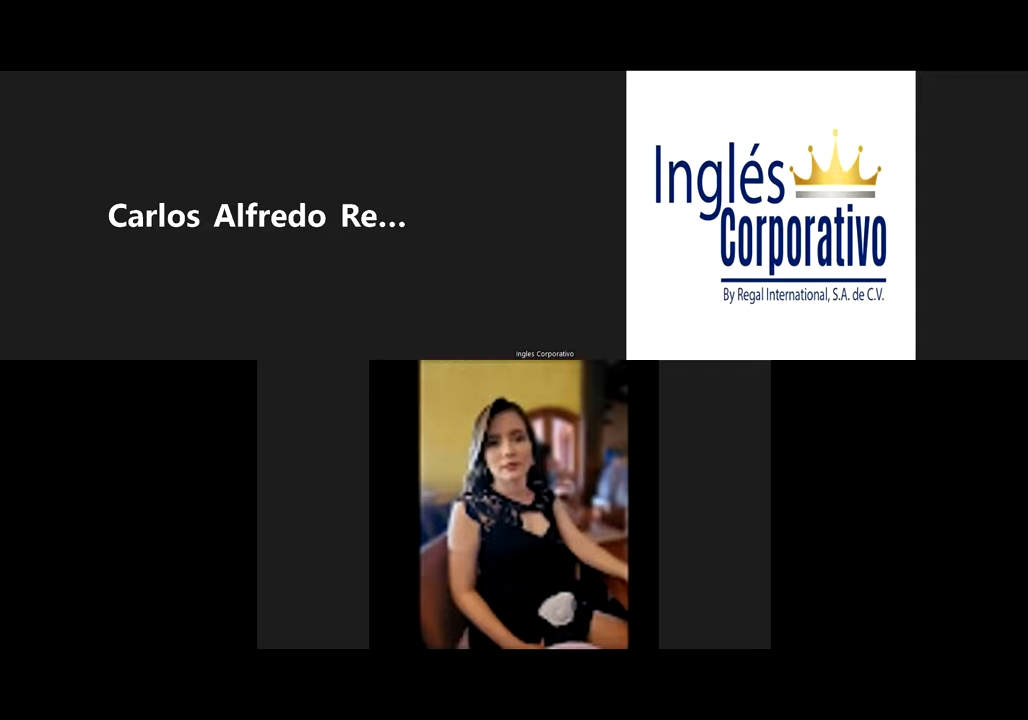 Carlos Alfredo Re...
Inglés
Corporativo
By Regal International, S.A. de C.V.
Ingles Corporativo